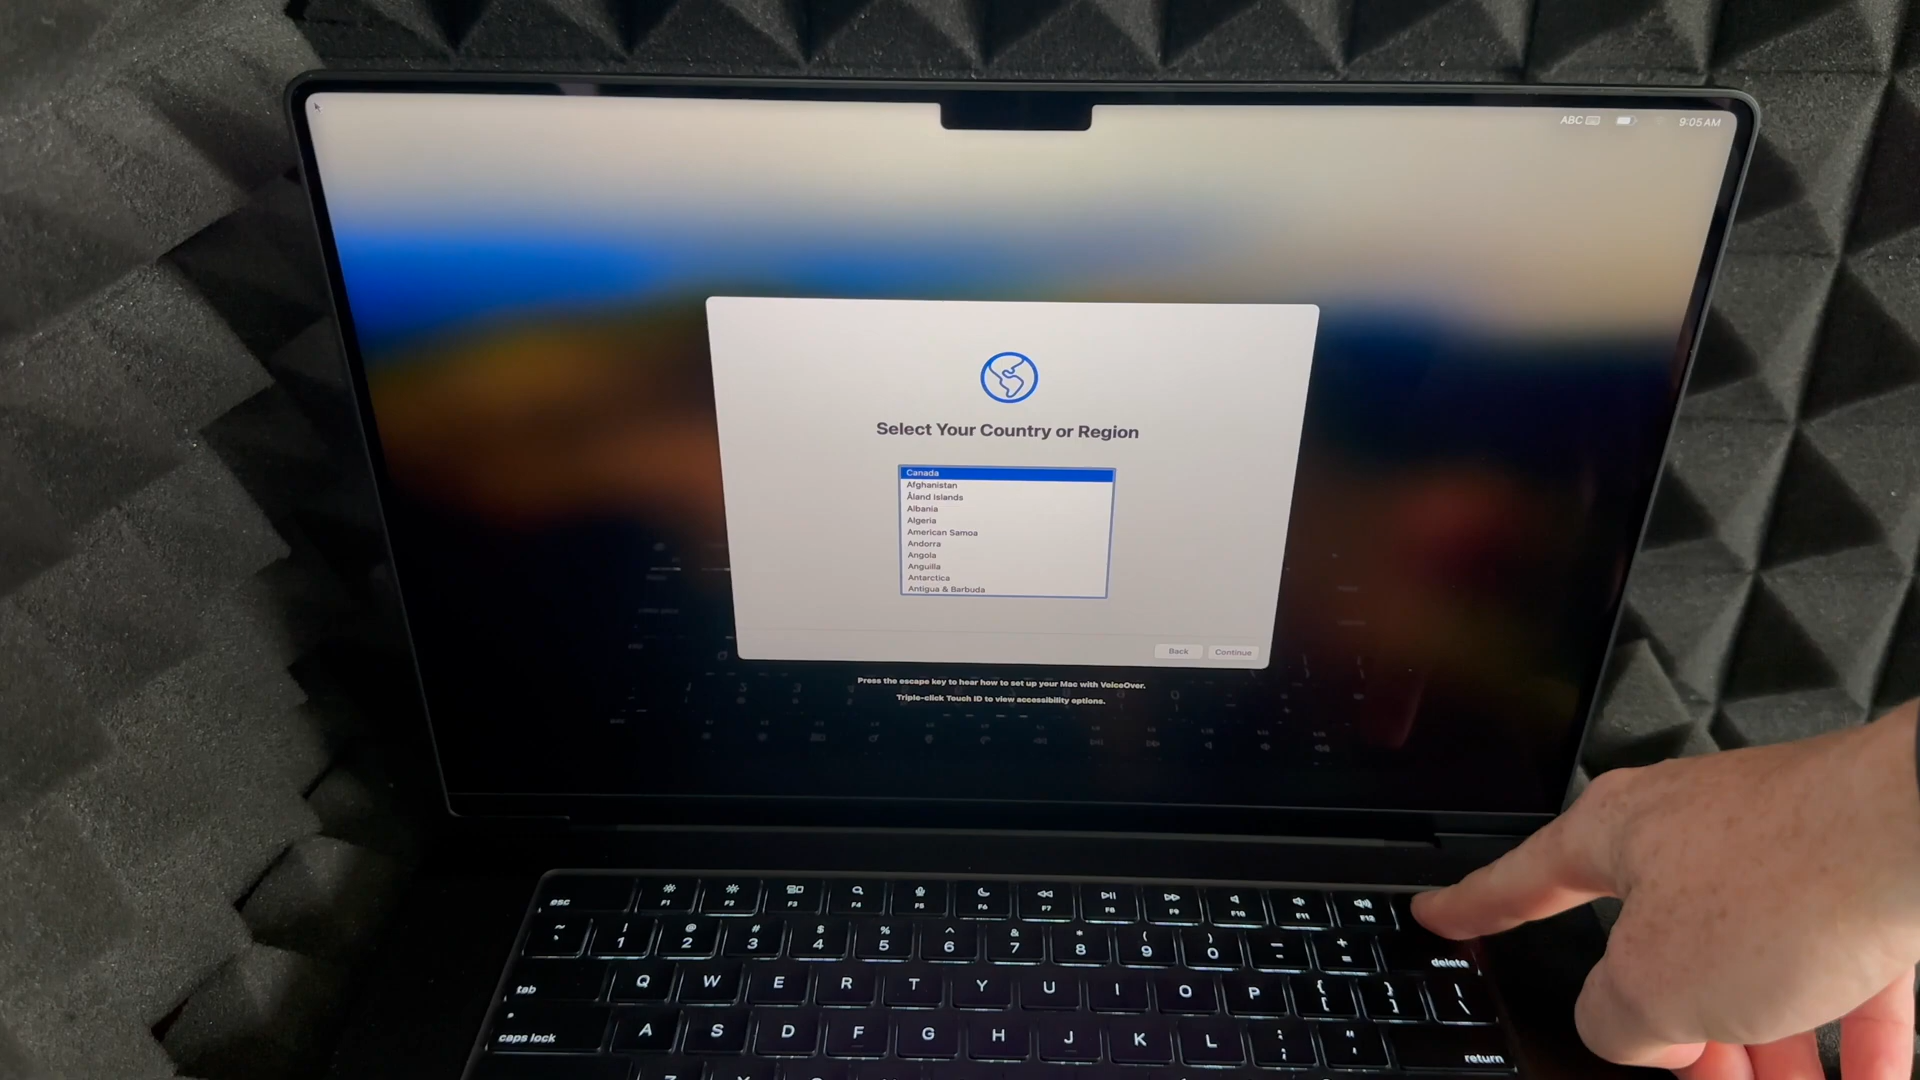 ABC
9:05 AM
Select Your Country or Region
Canada
Afghanistan
Åland Islands
Albania
Algeria
American Samoa
Andorra
Angola
Anguilla
Antarctica
Antigua & Barbuda
Back Continue
Press the escape key to hear how to set up your Mac with VoiceOver.
Triple-click Touch ID to view accessibility options.
esc F1 F2 F3 F4 F5 F6 F7 F8 F9 F10 F11 F12
~ ! @ # $ % ^ & * ( ) _ +
` 1 2 3 4 5 6 7 8 9 0 - = delete
tab Q W E R T Y U I O P { [ } ] | \
caps lock A S D F G H J K L : ; " ' return